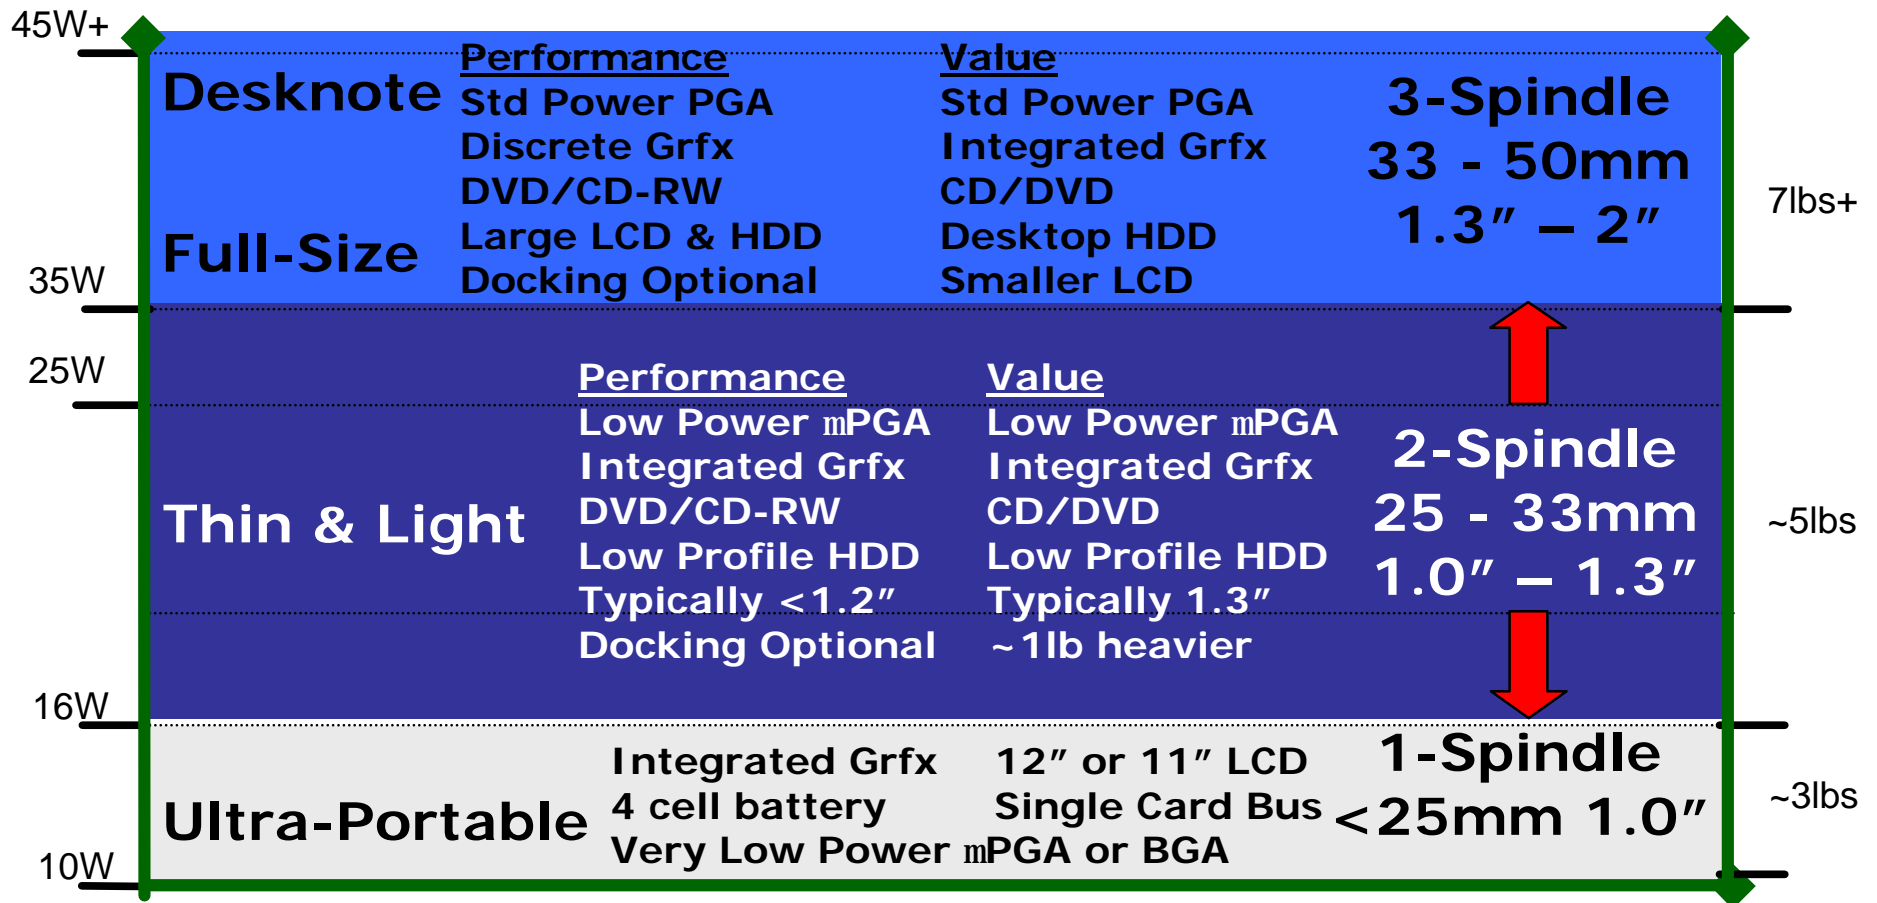 45W+
Desknote
Full-Size
Performance
Std Power PGA
Discrete Grfx
DVD/CD-RW
Large LCD & HDD
Docking Optional
Value
Std Power PGA
Integrated Grfx
CD/DVD
Desktop HDD
Smaller LCD
3-Spindle
33 - 50mm
1.3” – 2”
7lbs+
35W
25W
Thin & Light
Performance
Low Power mPGA
Integrated Grfx
DVD/CD-RW
Low Profile HDD
Typically <1.2”
Docking Optional
Value
Low Power mPGA
Integrated Grfx
CD/DVD
Low Profile HDD
Typically 1.3”
~1lb heavier
2-Spindle
25 - 33mm
1.0” – 1.3”
~5lbs
16W
Ultra-Portable
Integrated Grfx 12” or 11” LCD
4 cell battery Single Card Bus
Very Low Power mPGA or BGA
1-Spindle
<25mm 1.0”
~3lbs
10W